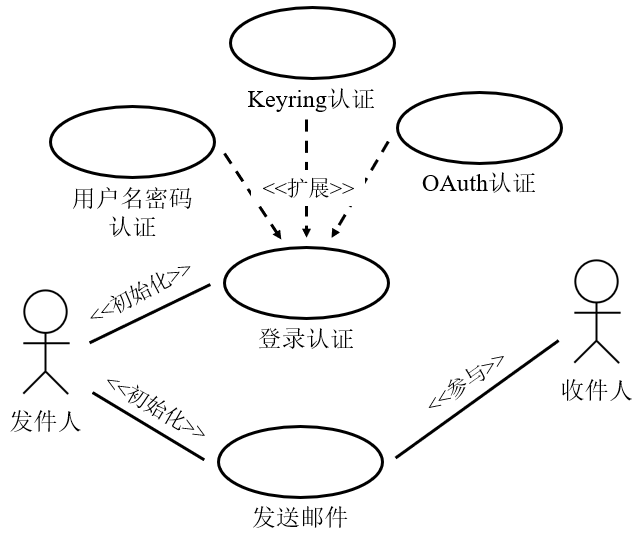 Keyring认证
用户名密码
认证
OAuth认证
<<扩展>>
<<初始化>>
登录认证
发件人
收件人
<<初始化>>
<<参与>>
发送邮件